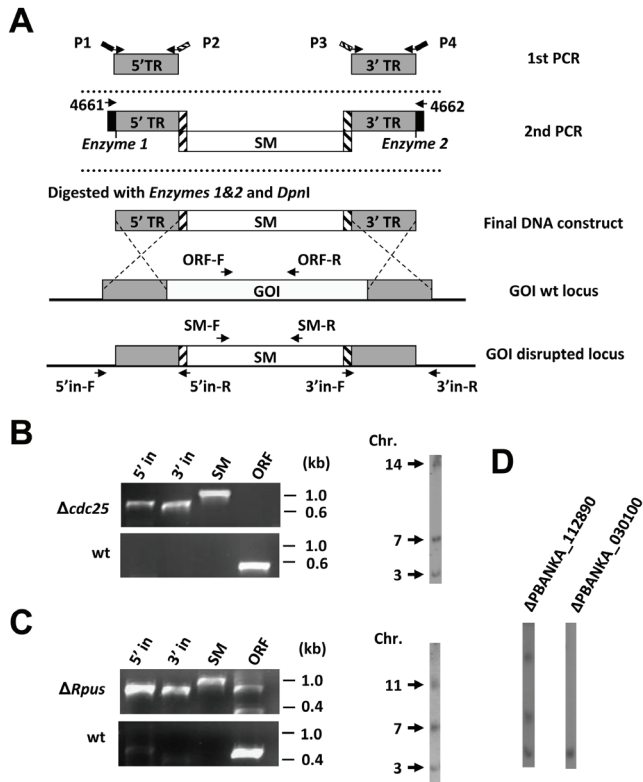 A
P1 P2 P3 P4
5'TR 3' TR 1st PCR
4661 4662
5' TR 3' TR
Enzyme 1 SM Enzyme 2 2nd PCR
Digested with Enzymes 1&2 and DpnI
5' TR SM 3' TR Final DNA construct
ORF-F ORF-R
GOI GOI wt locus
SM-F SM-R
SM GOI disrupted locus
5'in-F 5'in-R 3'in-F 3'in-R
B
5' in 3' in SM ORF (kb)
Δcdc25 1.0
0.6
wt 1.0
0.6
Chr.
14
7
3
C
5' in 3' in SM ORF (kb)
ΔRpus 1.0
0.4
wt 1.0
0.4
Chr.
11
7
3
D
ΔPBANKA_112890
ΔPBANKA_030100